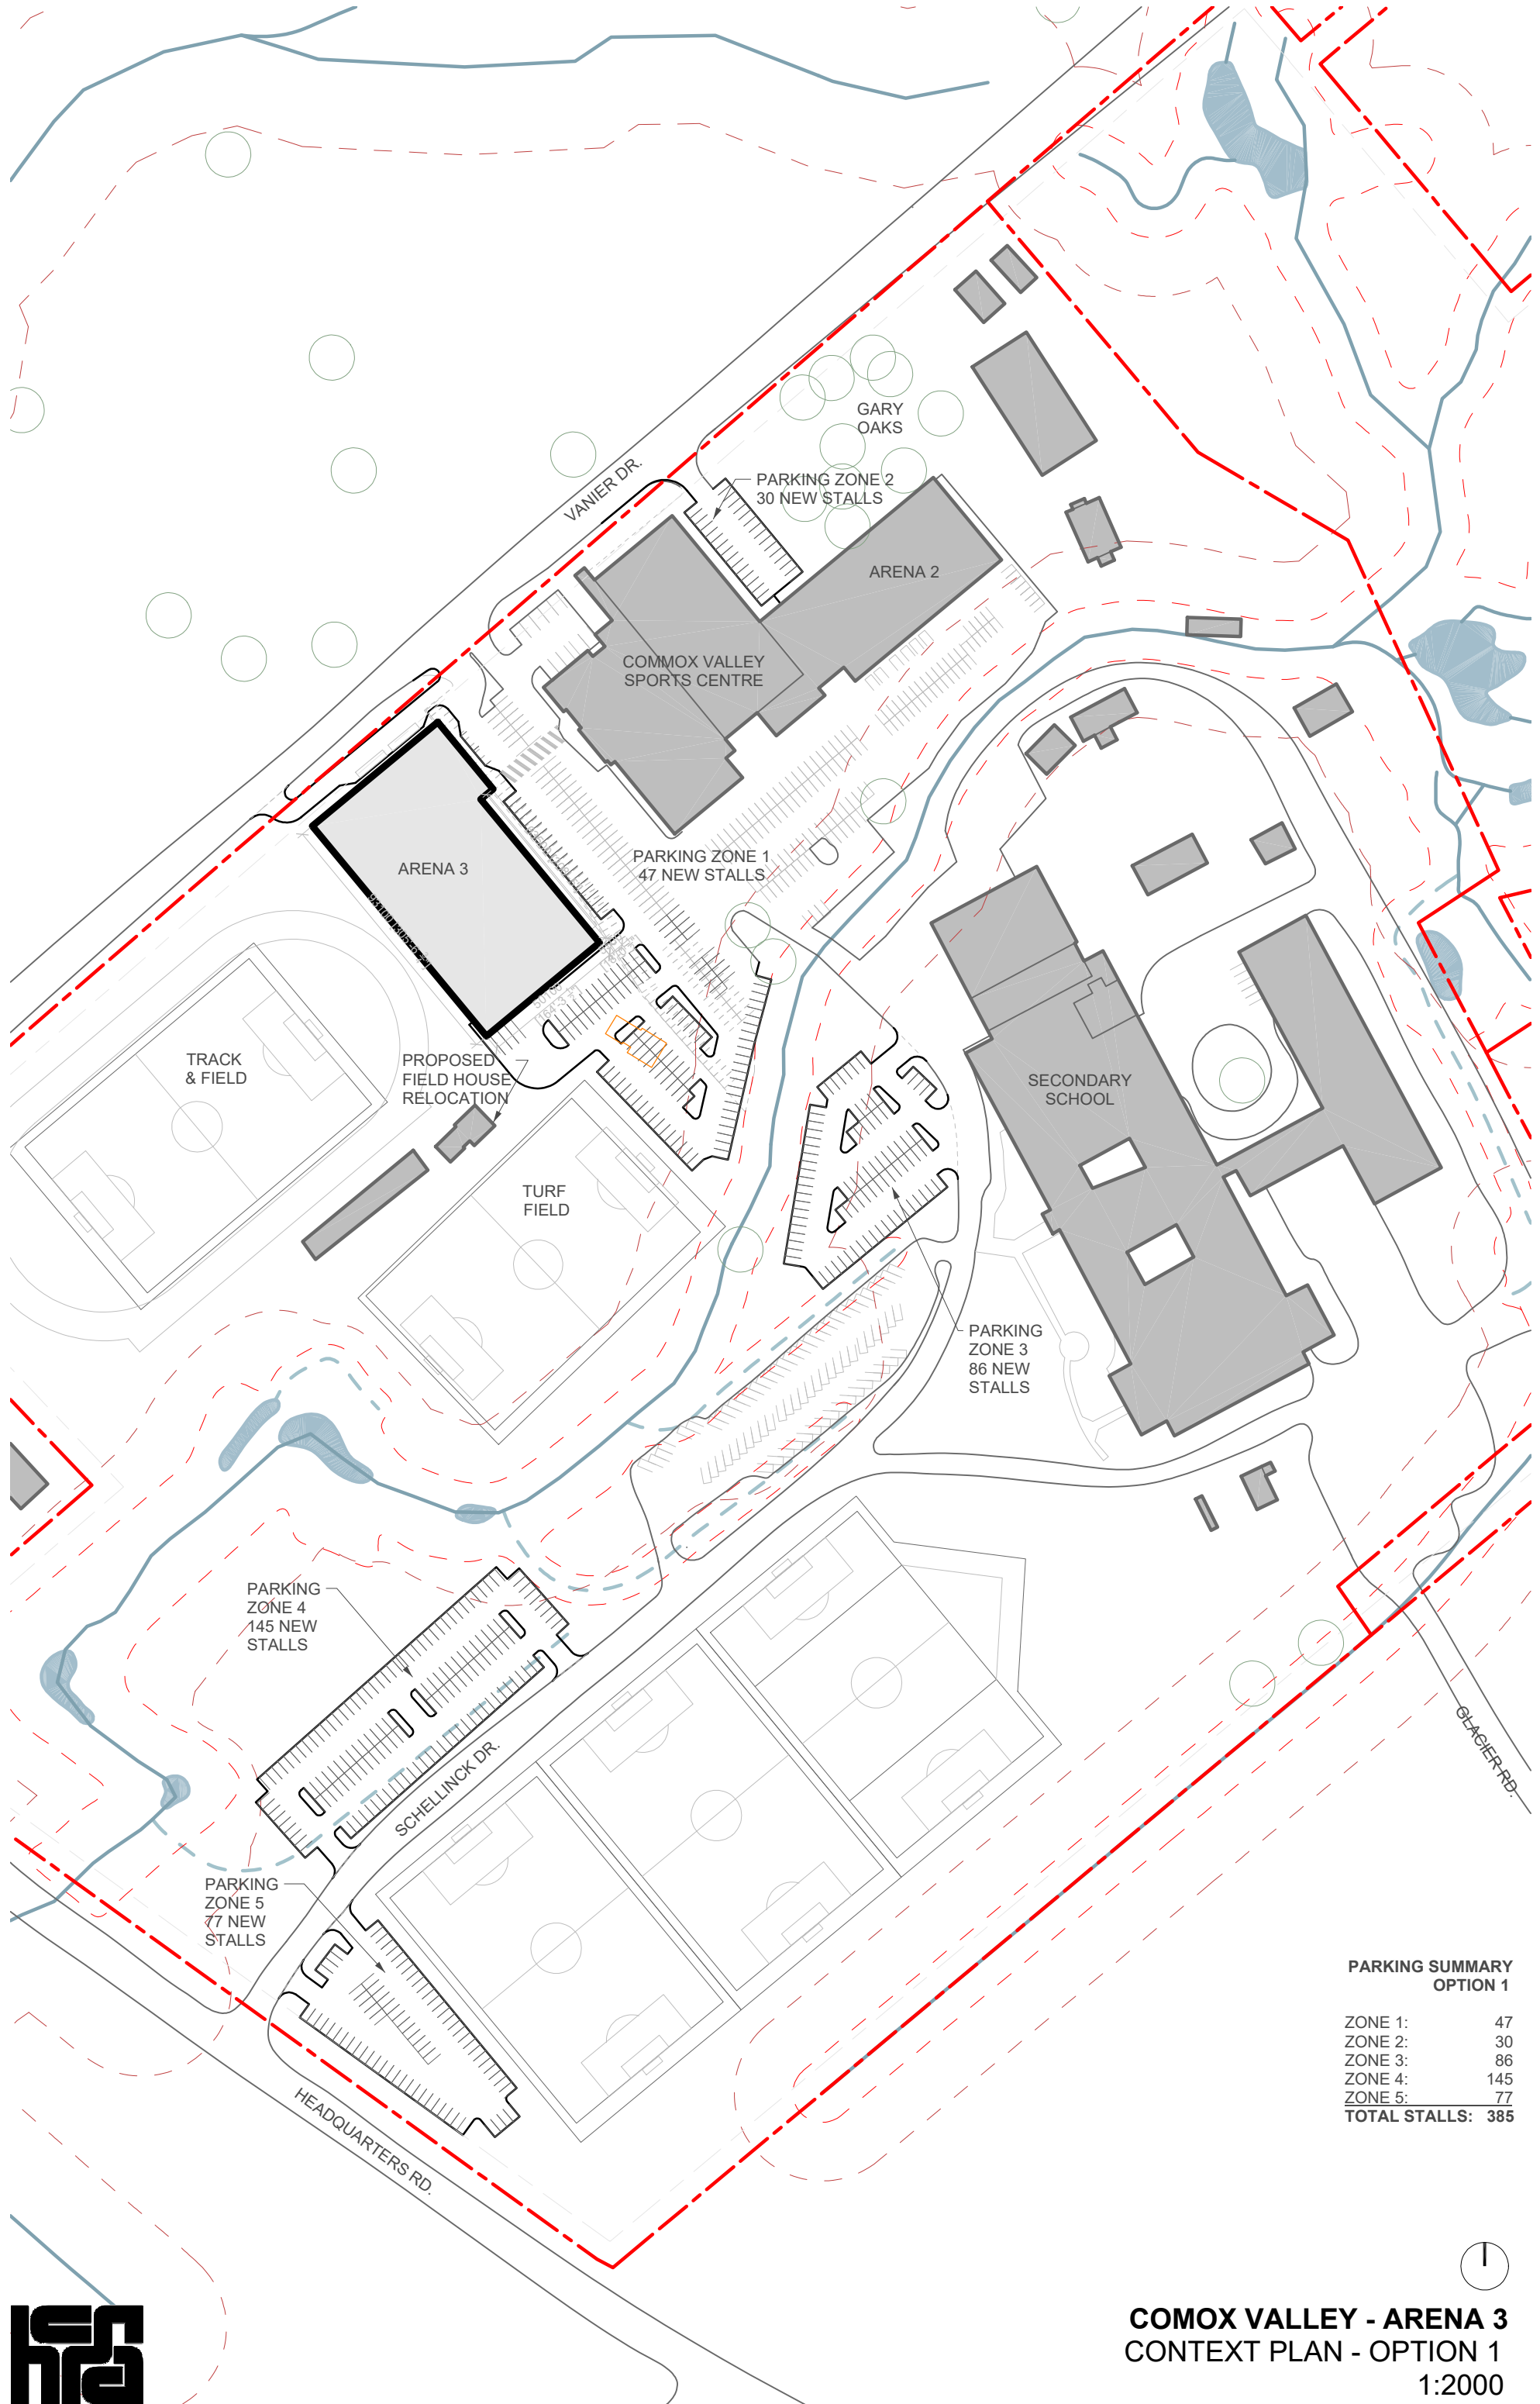 GARY
OAKS
VANIER DR.
PARKING ZONE 2
30 NEW STALLS
ARENA 2
COMMOX VALLEY
SPORTS CENTRE
ARENA 3
PARKING ZONE 1
47 NEW STALLS
TRACK
& FIELD
PROPOSED
FIELD HOUSE
RELOCATION
SECONDARY
SCHOOL
TURF
FIELD
PARKING
ZONE 3
86 NEW
STALLS
PARKING
ZONE 4
145 NEW
STALLS
SCHELLINCK DR.
GLACIER RD.
PARKING
ZONE 5
77 NEW
STALLS
HEADQUARTERS RD.
PARKING SUMMARY
OPTION 1
ZONE 1: 47
ZONE 2: 30
ZONE 3: 86
ZONE 4: 145
ZONE 5: 77
TOTAL STALLS: 385
COMOX VALLEY - ARENA 3
CONTEXT PLAN - OPTION 1
1:2000